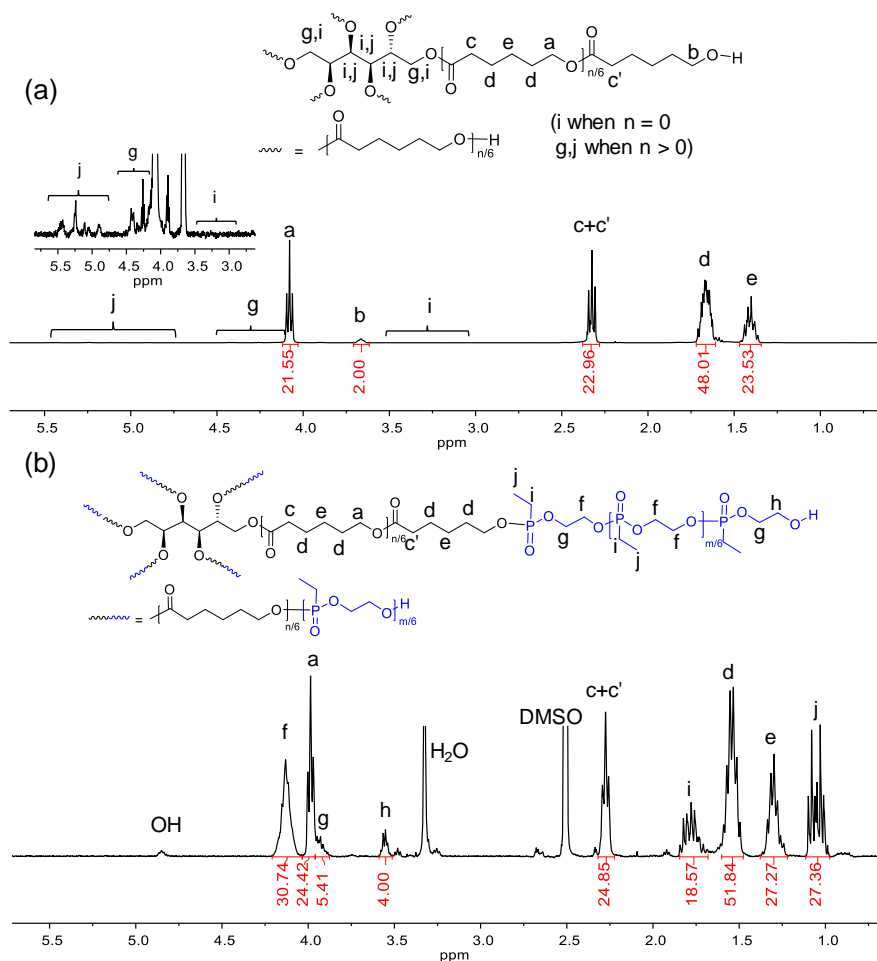 (a)
O O O O O O
g,i i,j i,j i,j i,j g,i
O c e a O O n/6 b O H
O d d c'
= O O H n/6
(i when n = 0
g,j when n > 0)
j g i
5.5 5.0 4.5 4.0 3.5 3.0
ppm
j g a b i c+c' d e
21.55 2.00 22.96 48.01 23.53
5.5 5.0 4.5 4.0 3.5 3.0 2.5 2.0 1.5 1.0
ppm
(b)
O O O O O O
c e a O O n/6 d d O j i O P O f O P O f O P O h O H
O d d c' e O g i j f m/6 g
= O O n/6 P O O O H m/6
OH f a g h H2O DMSO c+c' i d e j
30.74 24.42 5.41 4.00 24.85 18.57 51.84 27.27 27.36
5.5 5.0 4.5 4.0 3.5 3.0 2.5 2.0 1.5 1.0
ppm